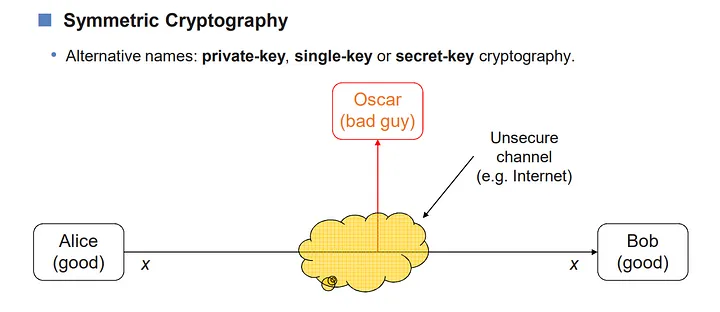 Symmetric Cryptography
• Alternative names: private-key, single-key or secret-key cryptography.
Oscar
(bad guy)
Unsecure
channel
(e.g. Internet)
Alice
(good)
x
x
Bob
(good)